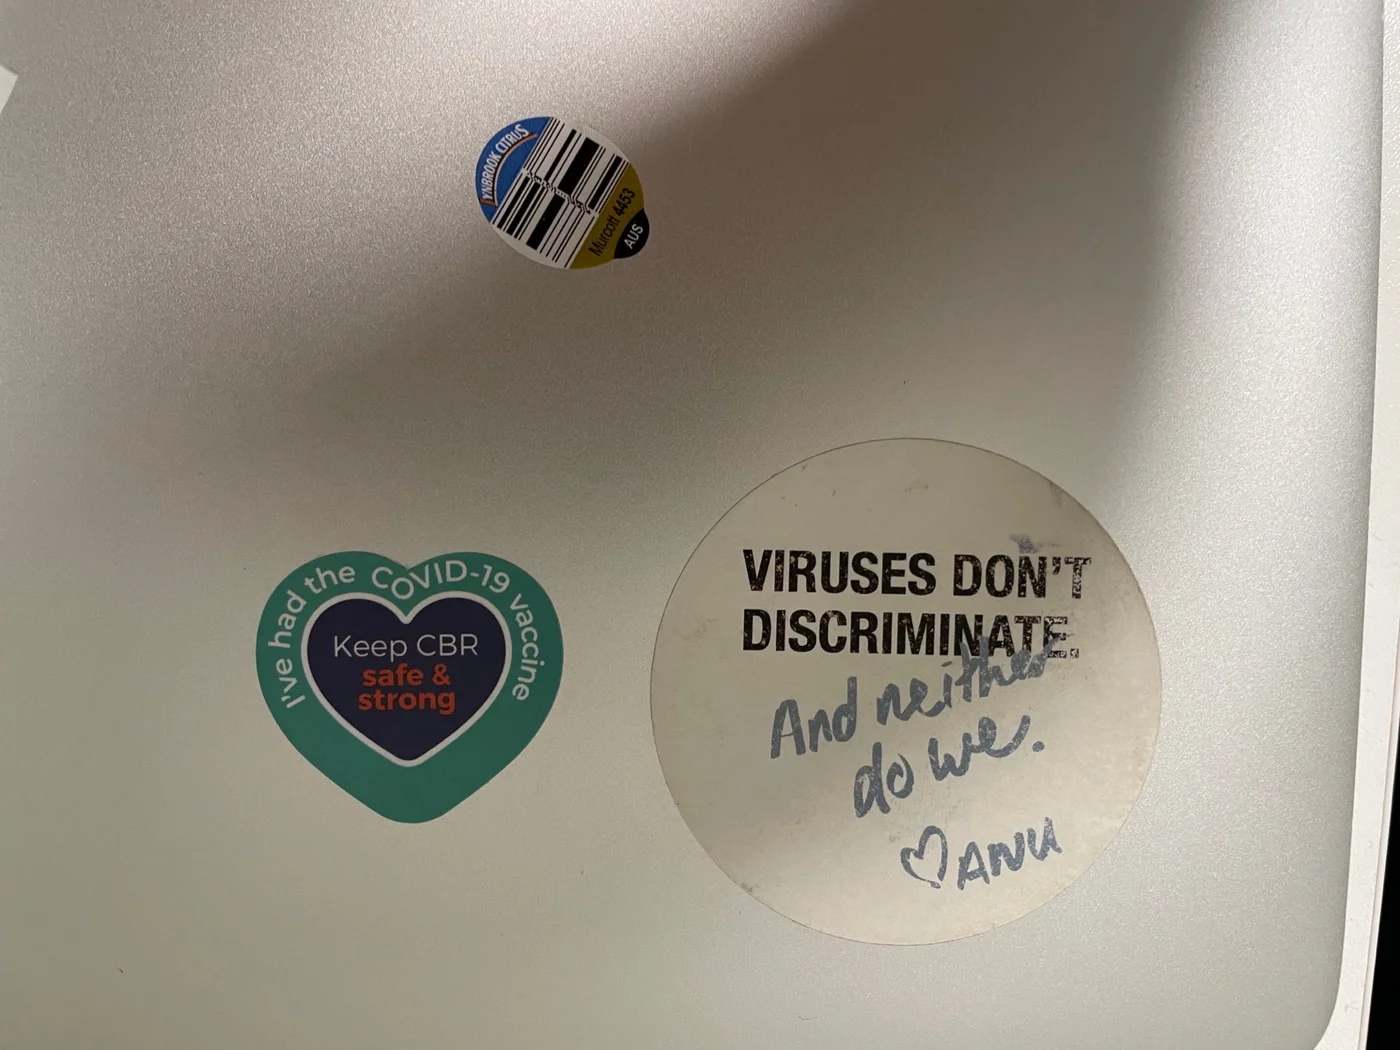 YNBROOK CITRUS
Murcott 4453
AUS
I've had the COVID-19 vaccine
Keep CBR
safe &
strong
VIRUSES DON'T
DISCRIMINATE.
And neither
do we.
♡ANU